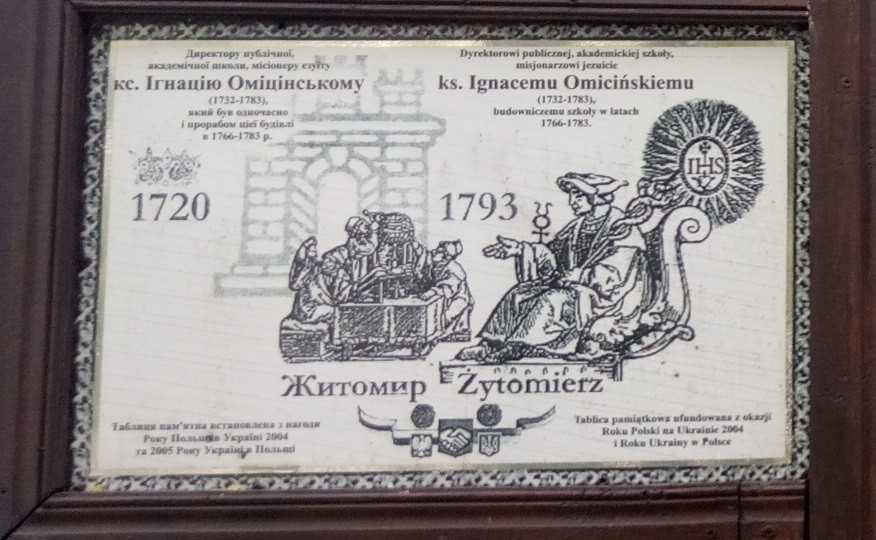 Директору публічної,
академічної школи, місіонеру єзуїту
кс. Ігнацію Оміцінському
(1732-1783),
який був одночасно
і прорабом цієї будівлі
в 1766-1783 р.
Dyrektorowi publicznej, akademickiej szkoły,
misjonarzowi jezuicie
ks. Ignacemu Omicińskiemu
(1732-1783),
budowniczemu szkoły w latach
1766-1783.
1720
1793
IHS
Житомир Żytomierz
Таблиця пам'ятна встановлена з нагоди
Року Польщі в Україні 2004
та 2005 Року України в Польщі
Tablica pamiątkowa ufundowana z okazji
Roku Polski na Ukrainie 2004
i Roku Ukrainy w Polsce